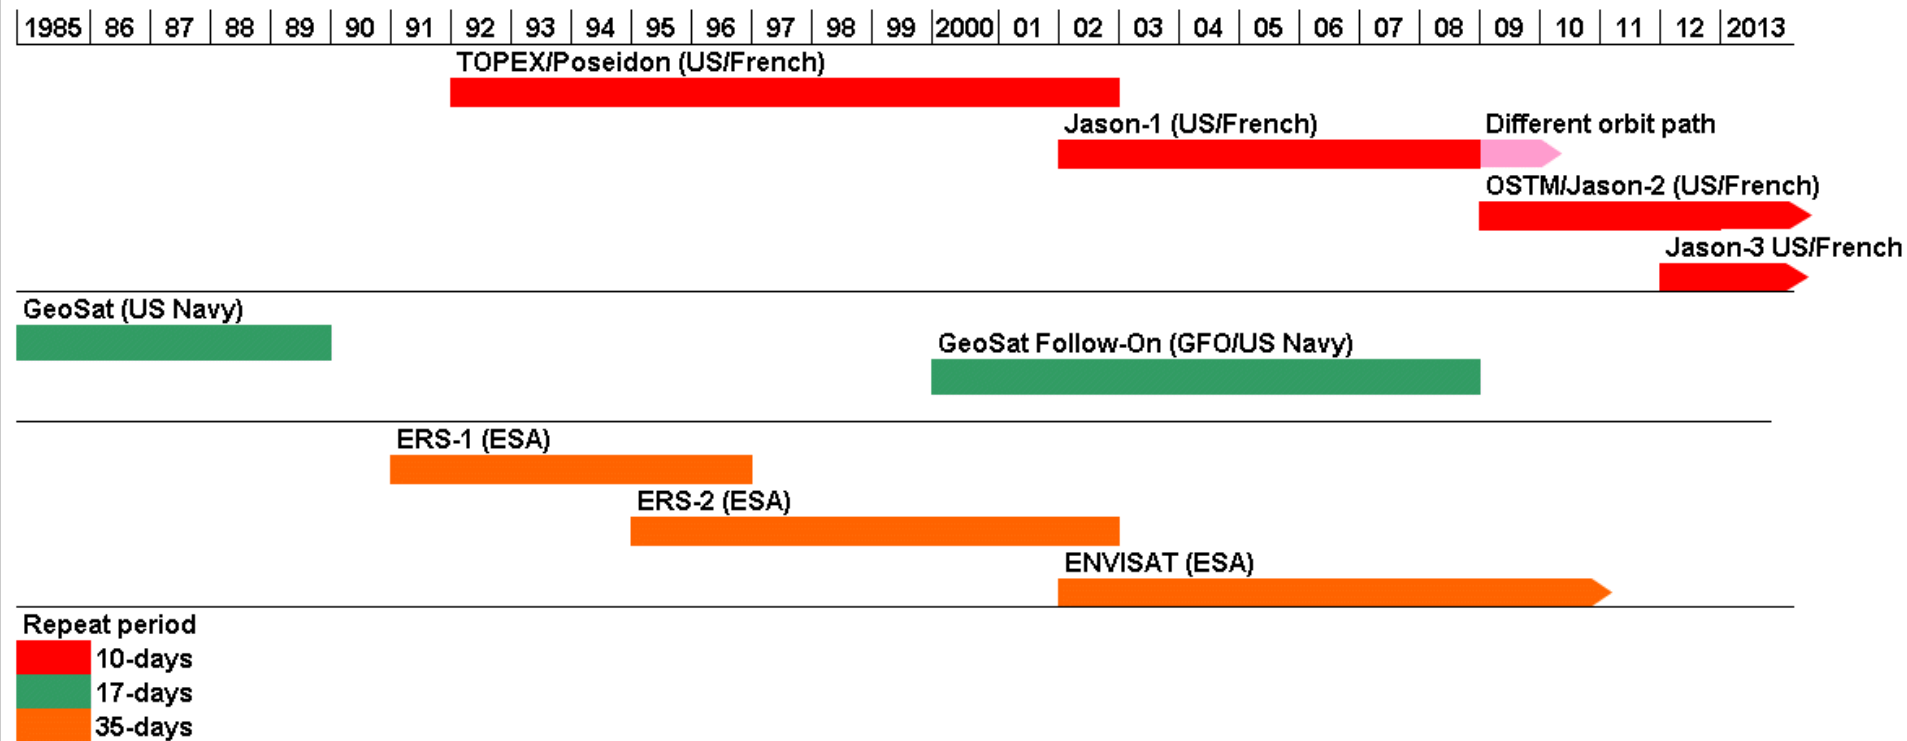 1985 86 87 88 89 90 91 92 93 94 95 96 97 98 99 2000 01 02 03 04 05 06 07 08 09 10 11 12 2013
TOPEX/Poseidon (US/French)
Jason-1 (US/French) Different orbit path
OSTM/Jason-2 (US/French)
Jason-3 US/French
GeoSat (US Navy)
GeoSat Follow-On (GFO/US Navy)
ERS-1 (ESA)
ERS-2 (ESA)
ENVISAT (ESA)
Repeat period
10-days
17-days
35-days